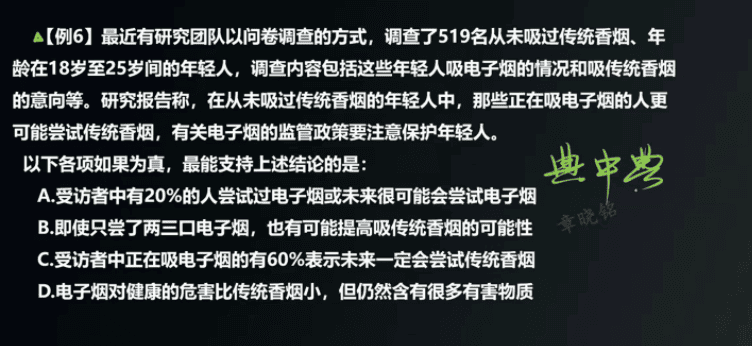 【例6】最近有研究团队以问卷调查的方式，调查了519名从未吸过传统香烟、年
龄在18岁至25岁间的年轻人，调查内容包括这些年轻人吸电子烟的情况和吸传统香烟
的意向等。研究报告称，在从未吸过传统香烟的年轻人中，那些正在吸电子烟的人更
可能尝试传统香烟，有关电子烟的监管政策要注意保护年轻人。
以下各项如果为真，最能支持上述结论的是：
典中典
A.受访者中有20%的人尝试过电子烟或未来很可能会尝试电子烟
B.即使只尝了两三口电子烟，也有可能提高吸传统香烟的可能性
章晓铭
C.受访者中正在吸电子烟的有60%表示未来一定会尝试传统香烟
D.电子烟对健康的危害比传统香烟小，但仍然含有很多有害物质